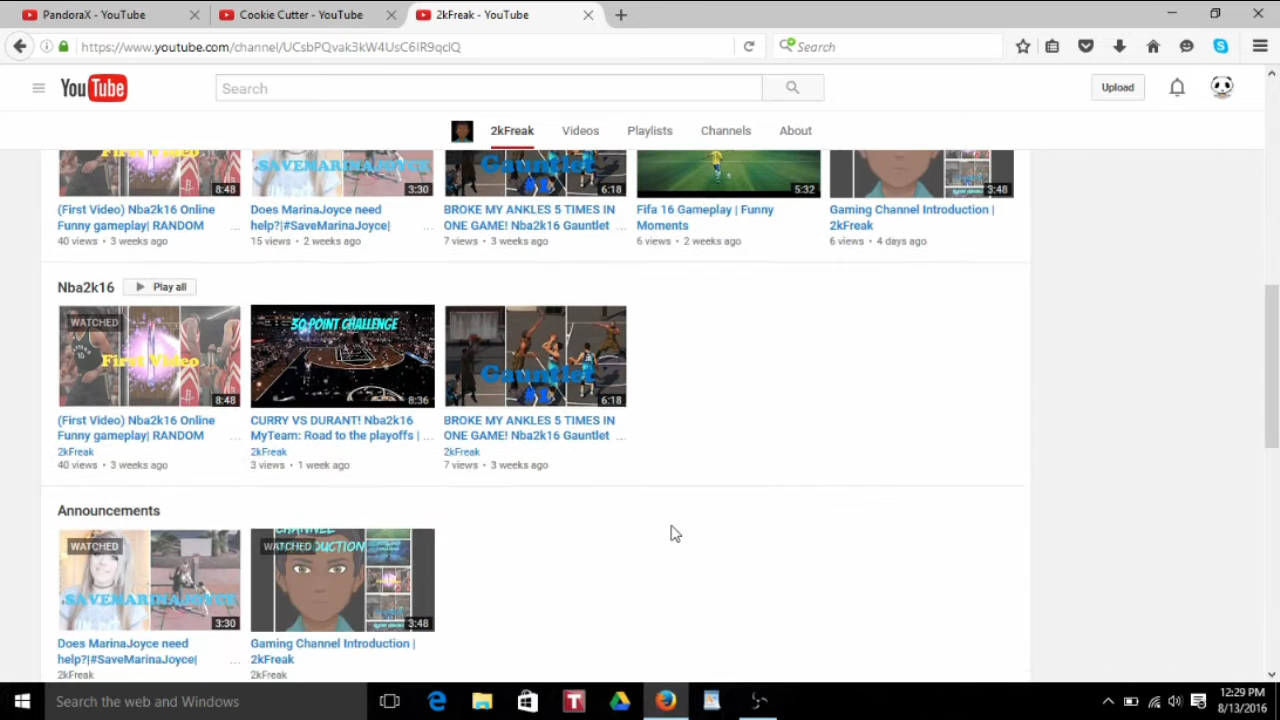 PandoraX - YouTube
Cookie Cutter - YouTube
2kFreak - YouTube
Search
YouTube
Search
Upload
2kFreak
Videos
Playlists
Channels
About
First Video
SAVEMARINAJOYCE
Gauntlet
#1
8:48
3:30
6:18
5:32
3:48
(First Video) Nba2k16 Online
Funny gameplay| RANDOM
40 views • 3 weeks ago
Does MarinaJoyce need
help?|#SaveMarinaJoyce|
...
15 views • 2 weeks ago
BROKE MY ANKLES 5 TIMES IN
ONE GAME! Nba2k16 Gauntlet
...
7 views • 3 weeks ago
Fifa 16 Gameplay | Funny
Moments
6 views • 2 weeks ago
Gaming Channel Introduction |
2kFreak
6 views • 4 days ago
Nba2k16
Play all
WATCHED
First Video
8:48
30 POINT CHALLENGE
8:36
Gauntlet
#1
6:18
(First Video) Nba2k16 Online
Funny gameplay| RANDOM
...
2kFreak
40 views • 3 weeks ago
CURRY VS DURANT! Nba2k16
MyTeam: Road to the playoffs | ...
2kFreak
3 views • 1 week ago
BROKE MY ANKLES 5 TIMES IN
ONE GAME! Nba2k16 Gauntlet ...
2kFreak
7 views • 3 weeks ago
Announcements
WATCHED
SAVEMARINAJOYCE
3:30
WATCHED
3:48
Does MarinaJoyce need
help?|#SaveMarinaJoyce|
...
2kFreak
Gaming Channel Introduction |
2kFreak
2kFreak
Search the web and Windows
12:29 PM
8/13/2016